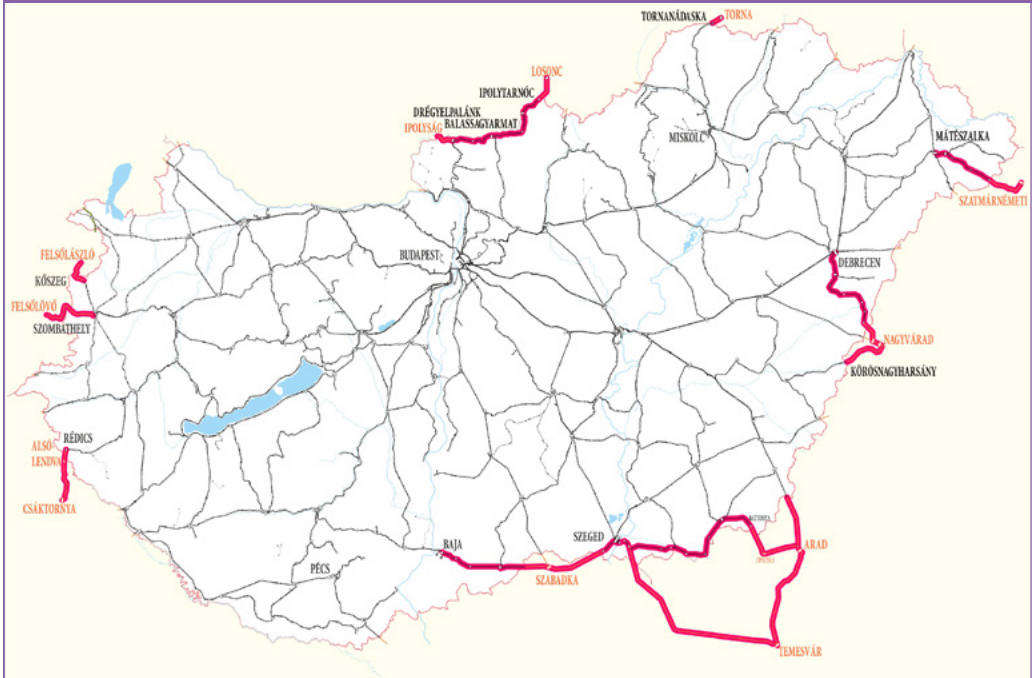 TORNANÁDASKA
TORNA
LOSONC
IPOLYTARNÓC
DRÉGYELPALÁNK
IPOLYSÁG
BALASSAGYARMAT
MISKOLC
MÁTÉSZALKA
SZATMÁRNÉMETI
FELSŐLÁSZLÓ
KŐSZEG
FELSŐLÖVŐ
SZOMBATHELY
BUDAPEST
DEBRECEN
NAGYVÁRAD
KÖRÖSNAGYHARSÁNY
RÉDICS
ALSÓ
LENDVA
CSÁKTORNYA
BAJA
SZEGED
ARAD
PÉCS
SZABADKA
TEMESVÁR